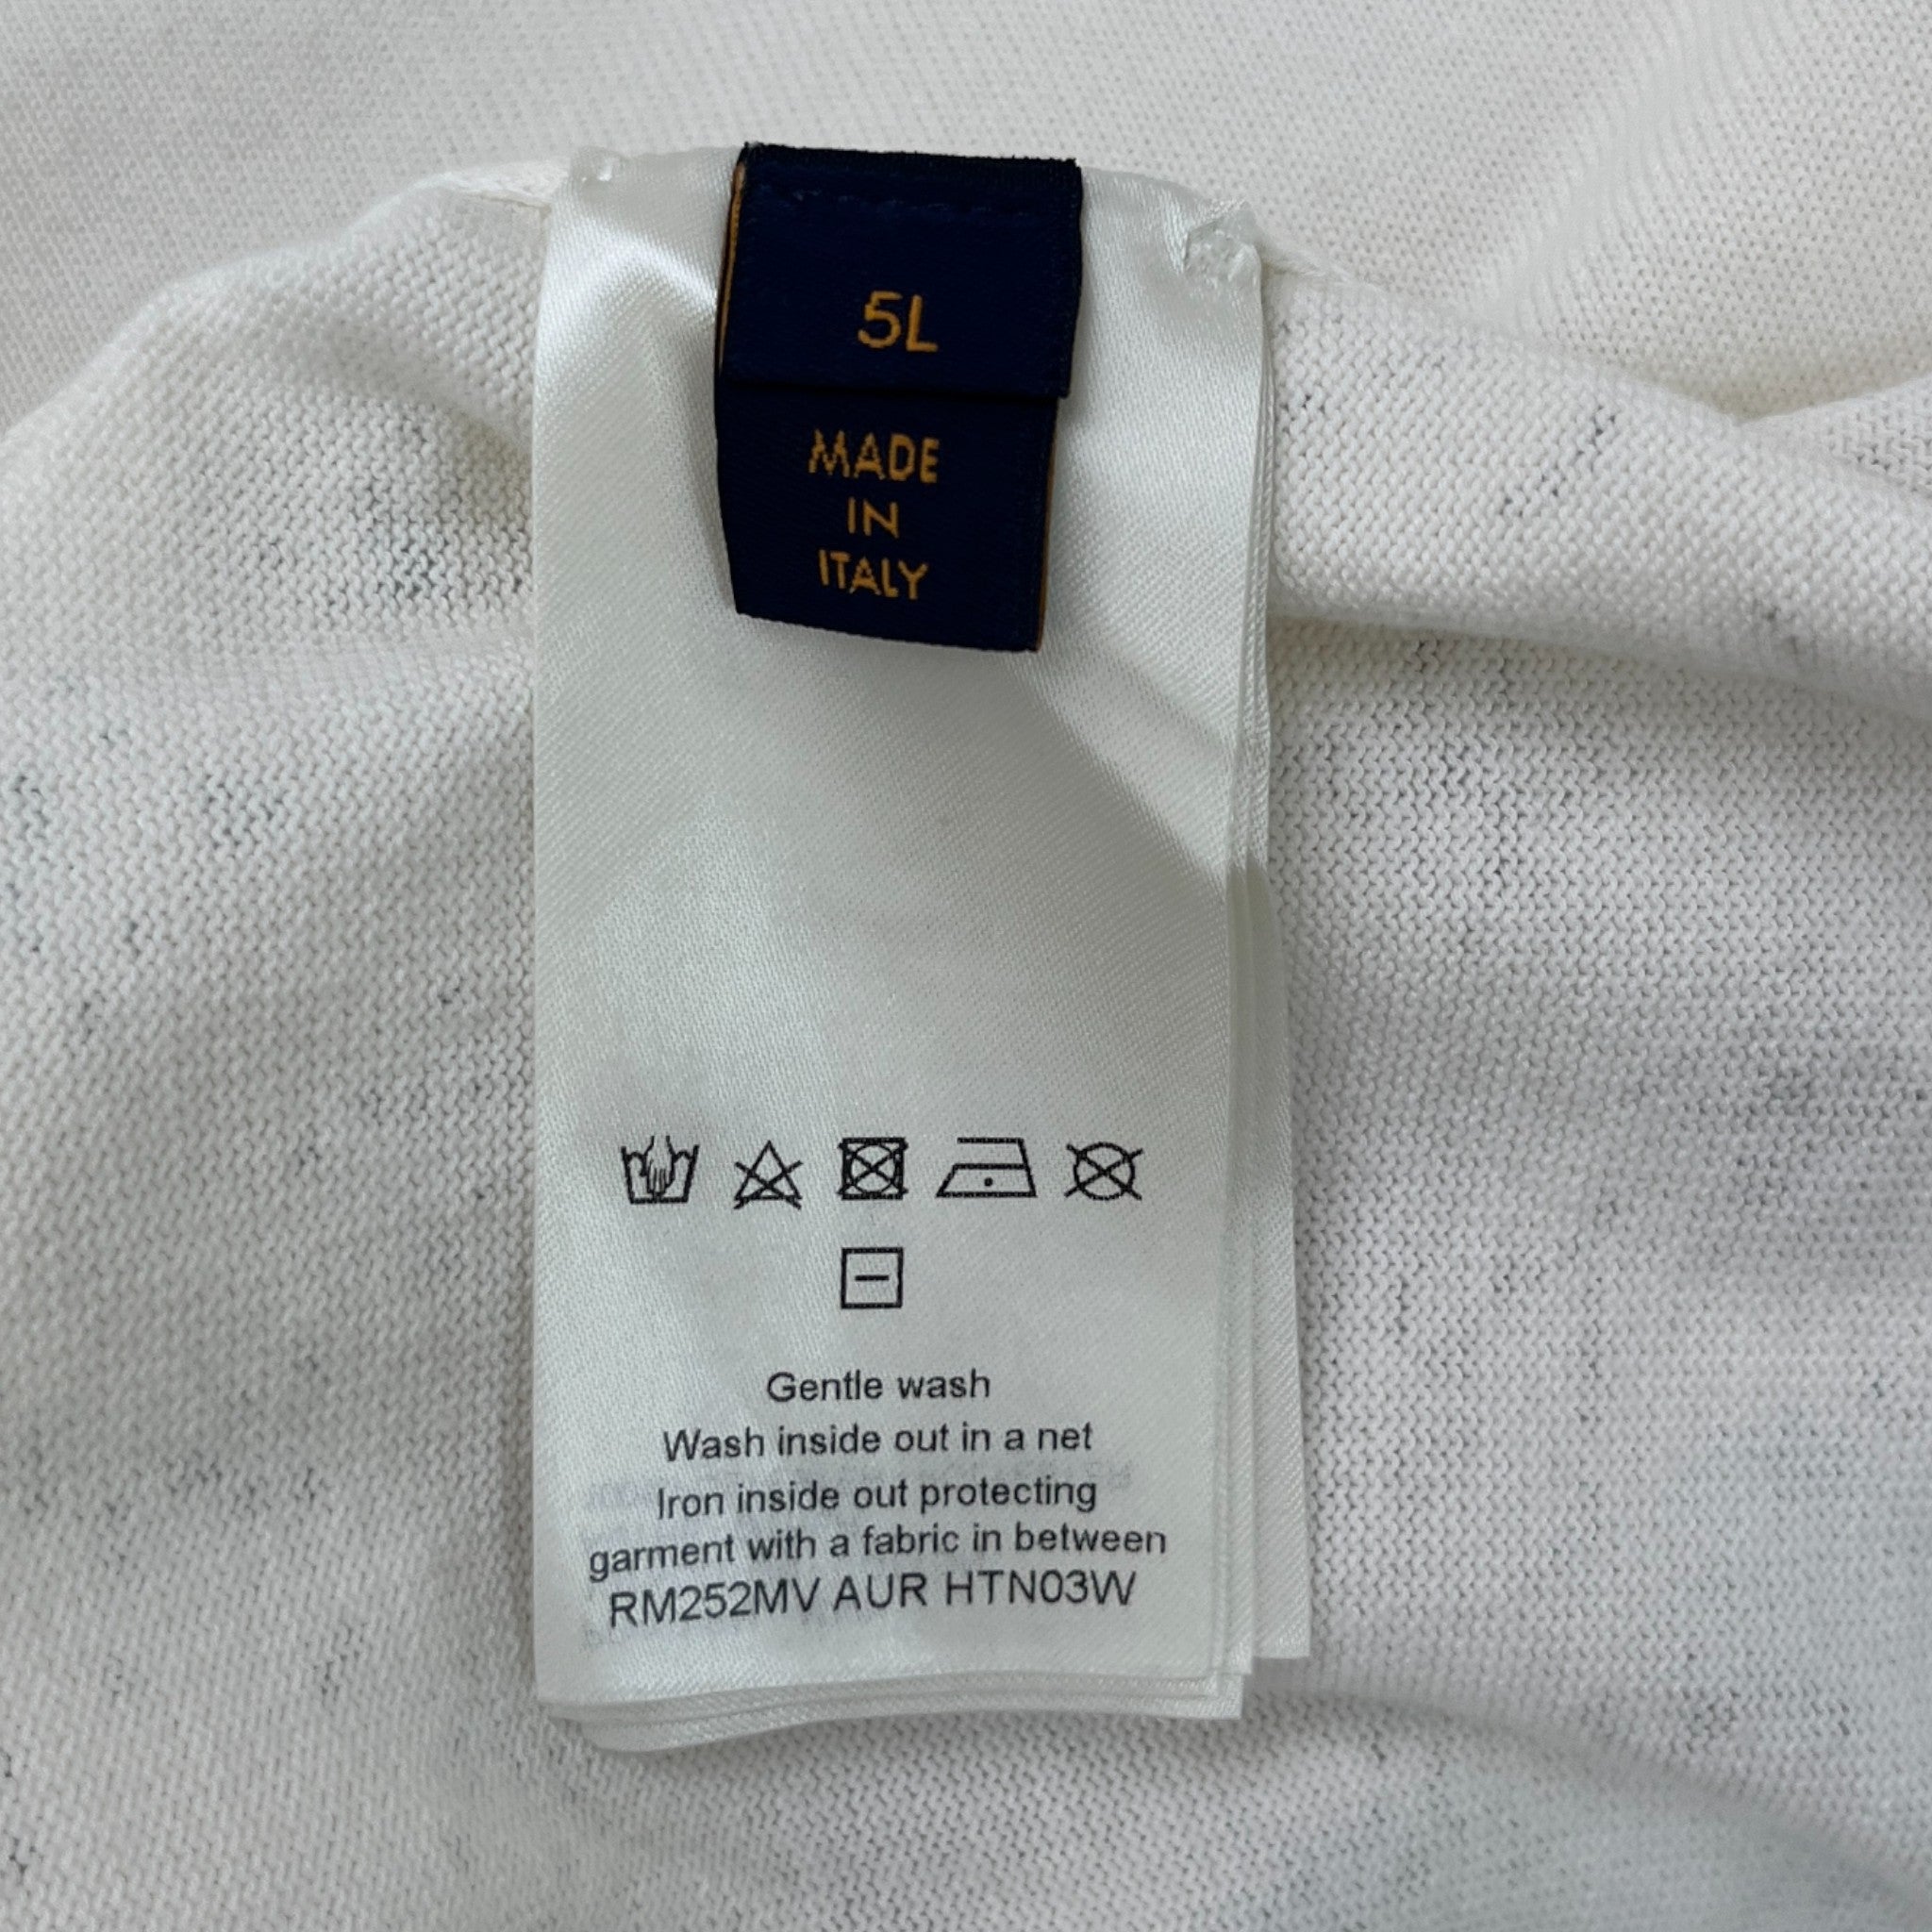 5L
MADE
IN
ITALY
Gentle wash
Wash inside out in a net
Iron inside out protecting
garment with a fabric in between
RM252MV AUR HTN03W